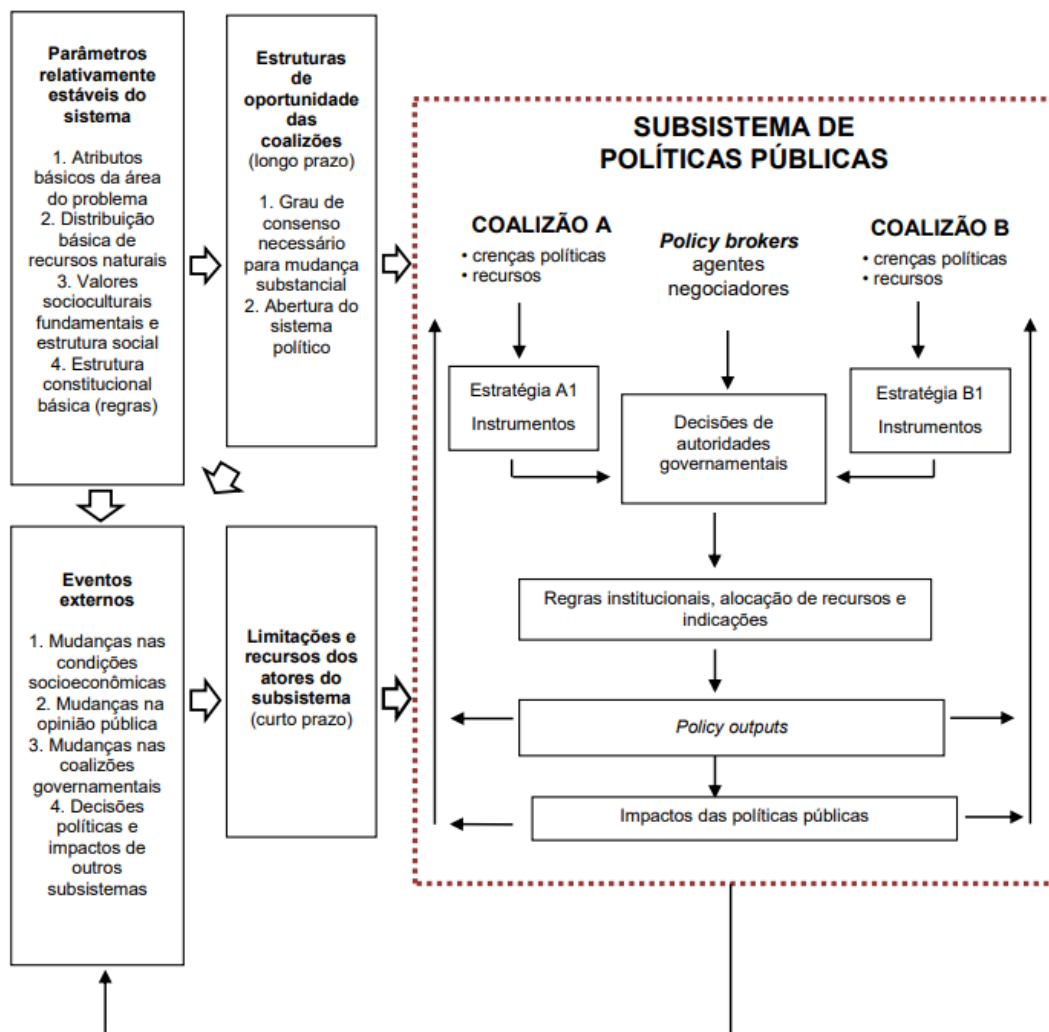 Parâmetros
relativamente
estáveis do
sistema
1. Atributos
básicos da área
do problema
2. Distribuição
básica de
recursos naturais
3. Valores
socioculturais
fundamentais e
estrutura social
4. Estrutura
constitucional
básica (regras)
Estruturas
de
oportunidade
das
coalizões
(longo prazo)
1. Grau de
consenso
necessário
para mudança
substancial
2. Abertura do
sistema
político
Eventos
externos
1. Mudanças nas
condições
socioeconômicas
2. Mudanças na
opinião pública
3. Mudanças nas
coalizões
governamentais
4. Decisões
políticas e
impactos de
outros
subsistemas
Limitações e
recursos dos
atores do
subsistema
(curto prazo)
SUBSISTEMA DE
POLÍTICAS PÚBLICAS
COALIZÃO A
• crenças políticas
• recursos
Policy brokers
agentes
negociadores
COALIZÃO B
• crenças políticas
• recursos
Estratégia A1
Instrumentos
Decisões de
autoridades
governamentais
Estratégia B1
Instrumentos
Regras institucionais, alocação de recursos e
indicações
Policy outputs
Impactos das políticas públicas